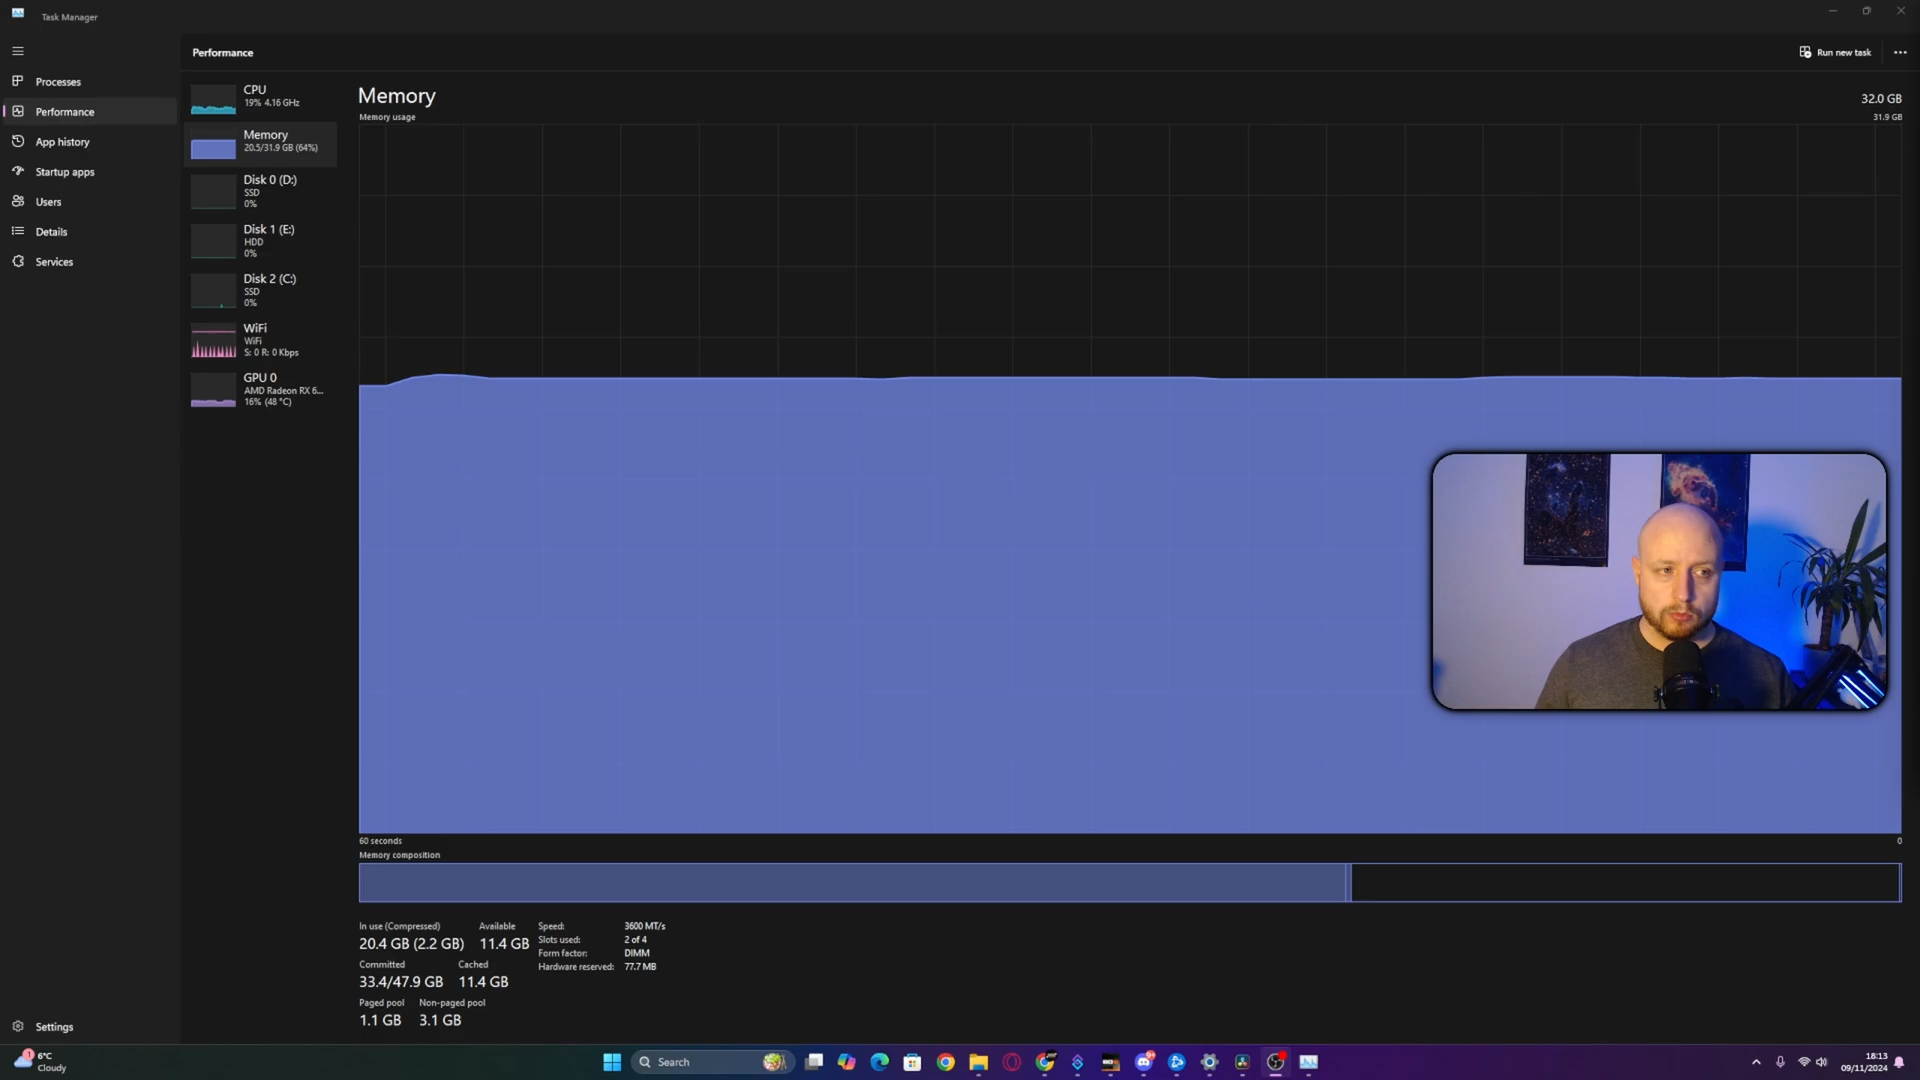 Task Manager
Performance
Run new task
Processes
Performance
App history
Startup apps
Users
Details
Services
Settings
CPU
19% 4.16 GHz
Memory
20.5/31.9 GB (64%)
Disk 0 (D:)
SSD
0%
Disk 1 (E:)
HDD
0%
Disk 2 (C:)
SSD
0%
WiFi
WiFi
S: 0 R: 0 Kbps
GPU 0
AMD Radeon RX 6...
16% (48 °C)
Memory
32.0 GB
Memory usage
31.9 GB
60 seconds
0
Memory composition
In use (Compressed)
20.4 GB (2.2 GB)
Available
11.4 GB
Committed
33.4/47.9 GB
Cached
11.4 GB
Paged pool
1.1 GB
Non-paged pool
3.1 GB
Speed: 3600 MT/s
Slots used: 2 of 4
Form factor: DIMM
Hardware reserved: 77.7 MB
1
6°C
Cloudy
Search
18:13
09/11/2024